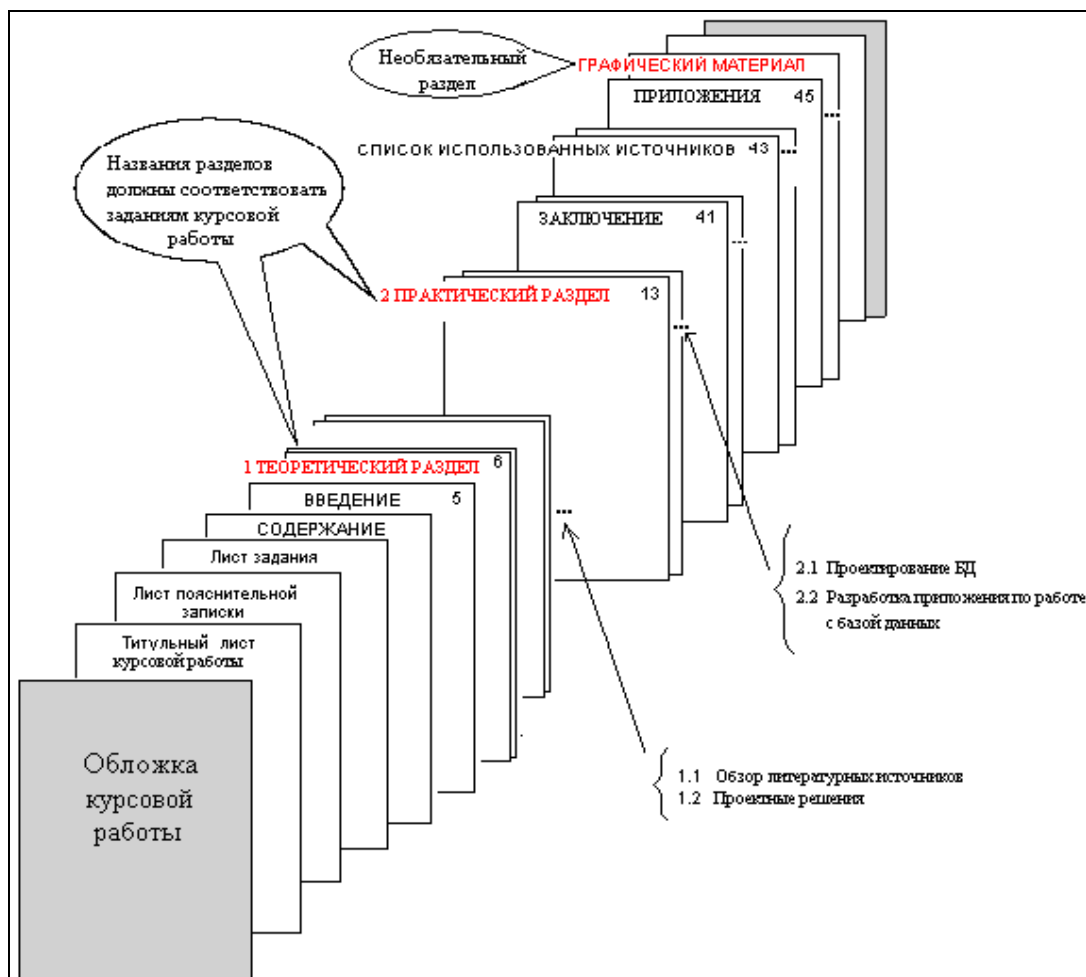 Необязательный
раздел
ГРАФИЧЕСКИЙ МАТЕРИАЛ
ПРИЛОЖЕНИЯ 45
...
СПИСОК ИСПОЛЬЗОВАННЫХ ИСТОЧНИКОВ 43 ...
Названия разделов
должны соответствовать
заданиям курсовой
работы
ЗАКЛЮЧЕНИЕ 41
...
2 ПРАКТИЧЕСКИЙ РАЗДЕЛ 13
...
1 ТЕОРЕТИЧЕСКИЙ РАЗДЕЛ 6
ВВЕДЕНИЕ 5
...
СОДЕРЖАНИЕ
Лист задания
Лист пояснительной
записки
Титульный лист
курсовой работы
2.1 Проектирование БД
2.2 Разработка приложения по работе
с базой данных
Обложка
курсовой
работы
1.1 Обзор литературных источников
1.2 Проектные решения